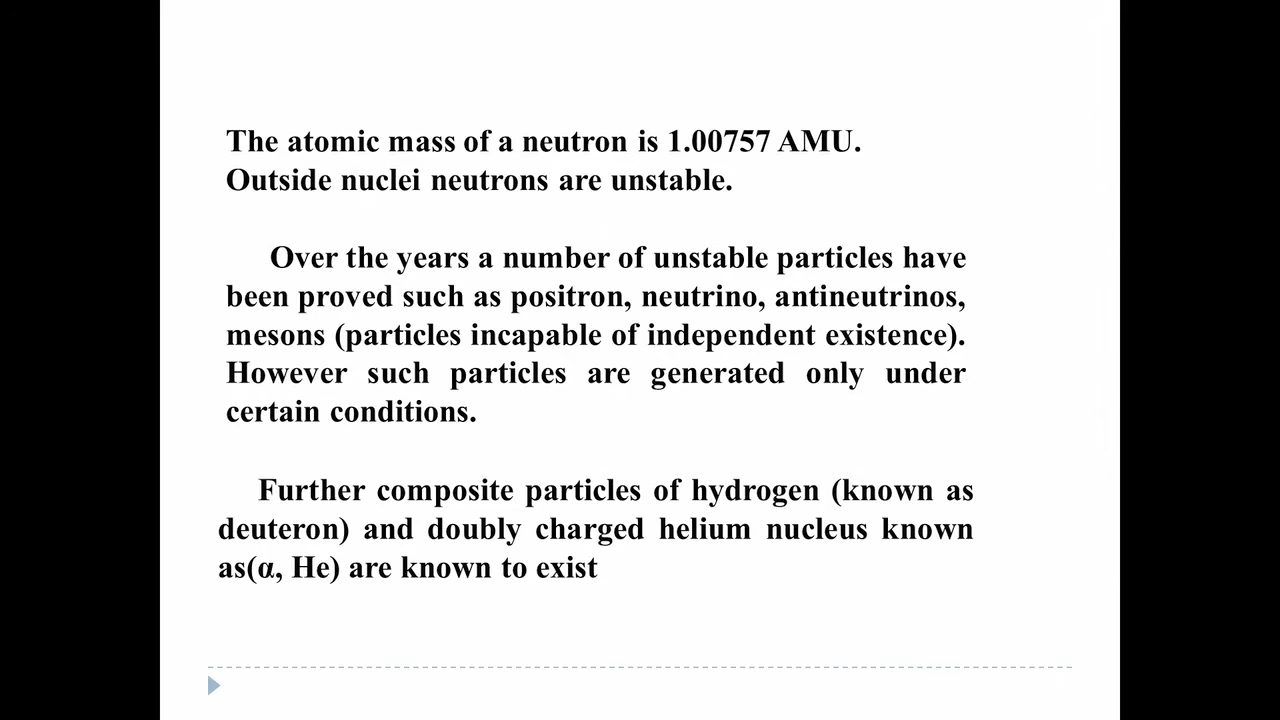 The atomic mass of a neutron is 1.00757 AMU.
Outside nuclei neutrons are unstable.
Over the years a number of unstable particles have
been proved such as positron, neutrino, antineutrinos,
mesons (particles incapable of independent existence).
However such particles are generated only under
certain conditions.
Further composite particles of hydrogen (known as
deuteron) and doubly charged helium nucleus known
as(α, He) are known to exist